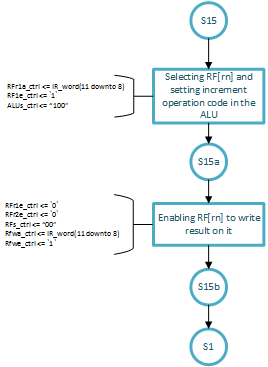 S15
RFr1a_ctrl <= IR_word(11 downto 8)
RF1e_ctrl <= '1'
ALUs_ctrl <= "100"
Selecting RF[rn] and
setting increment
operation code in the
ALU
S15a
RFr1e_ctrl <= '0'
RFr2e_ctrl <= '0'
RFs_ctrl <= "00"
Rfwa_ctrl <= IR_word(11 downto 8)
Rfwe_ctrl <= '1'
Enabling RF[rn] to write
result on it
S15b
S1